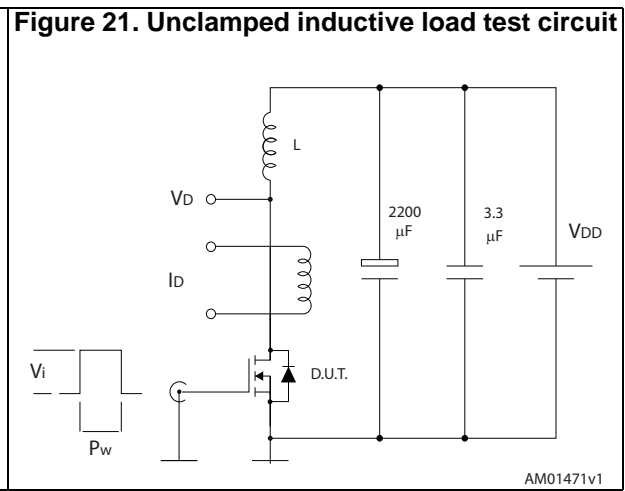 Figure 21. Unclamped inductive load test circuit
L
VD
2200
μF
3.3
μF
VDD
ID
Vi
D.U.T.
Pw
AM01471v1